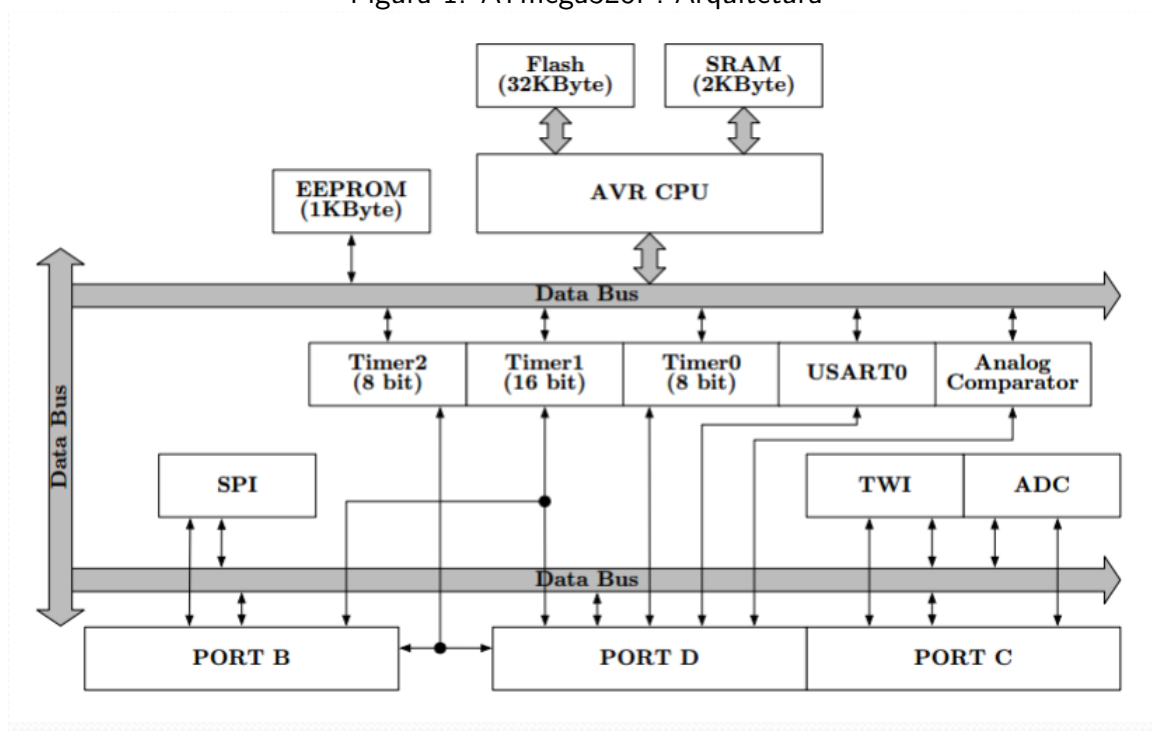 Flash
(32KByte)
SRAM
(2KByte)
AVR CPU
EEPROM
(1KByte)
Data Bus
Timer2
(8 bit)
Timer1
(16 bit)
Timer0
(8 bit)
USART0
Analog
Comparator
Data Bus
SPI
TWI
ADC
Data Bus
PORT B
PORT D
PORT C